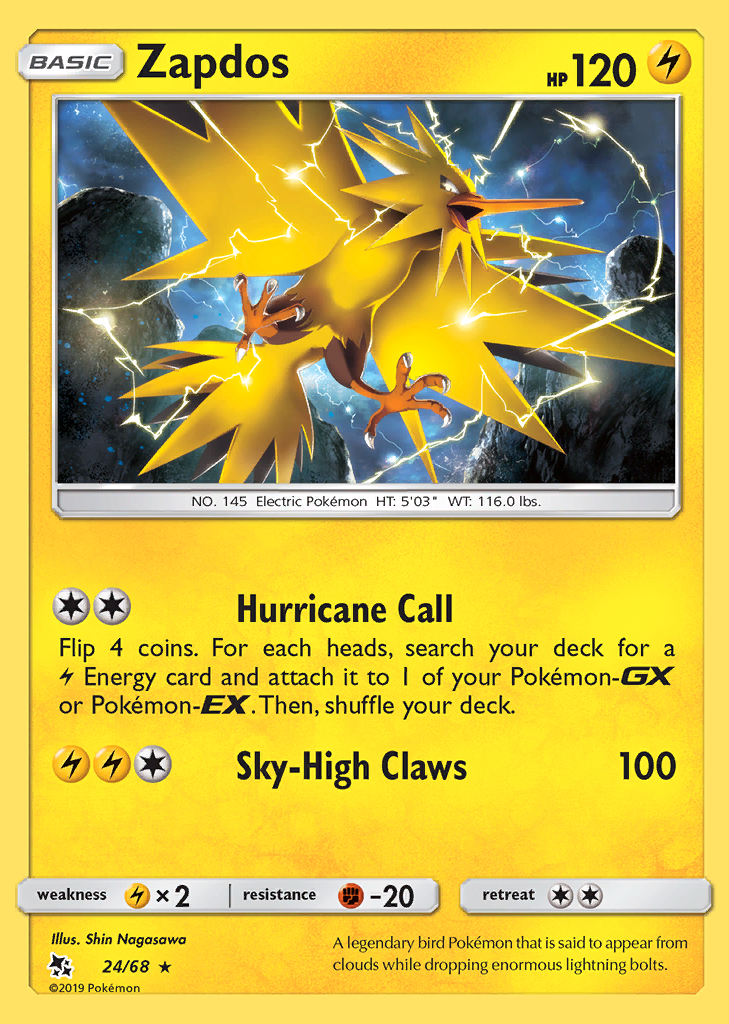 BASIC Zapdos HP 120
NO. 145 Electric Pokémon HT: 5'03" WT: 116.0 lbs.
Hurricane Call
Flip 4 coins. For each heads, search your deck for a
Energy card and attach it to 1 of your Pokémon-GX
or Pokémon-EX. Then, shuffle your deck.
Sky-High Claws 100
weakness ×2 resistance -20 retreat
Illus. Shin Nagasawa
24/68 ★
©2019 Pokémon
A legendary bird Pokémon that is said to appear from
clouds while dropping enormous lightning bolts.